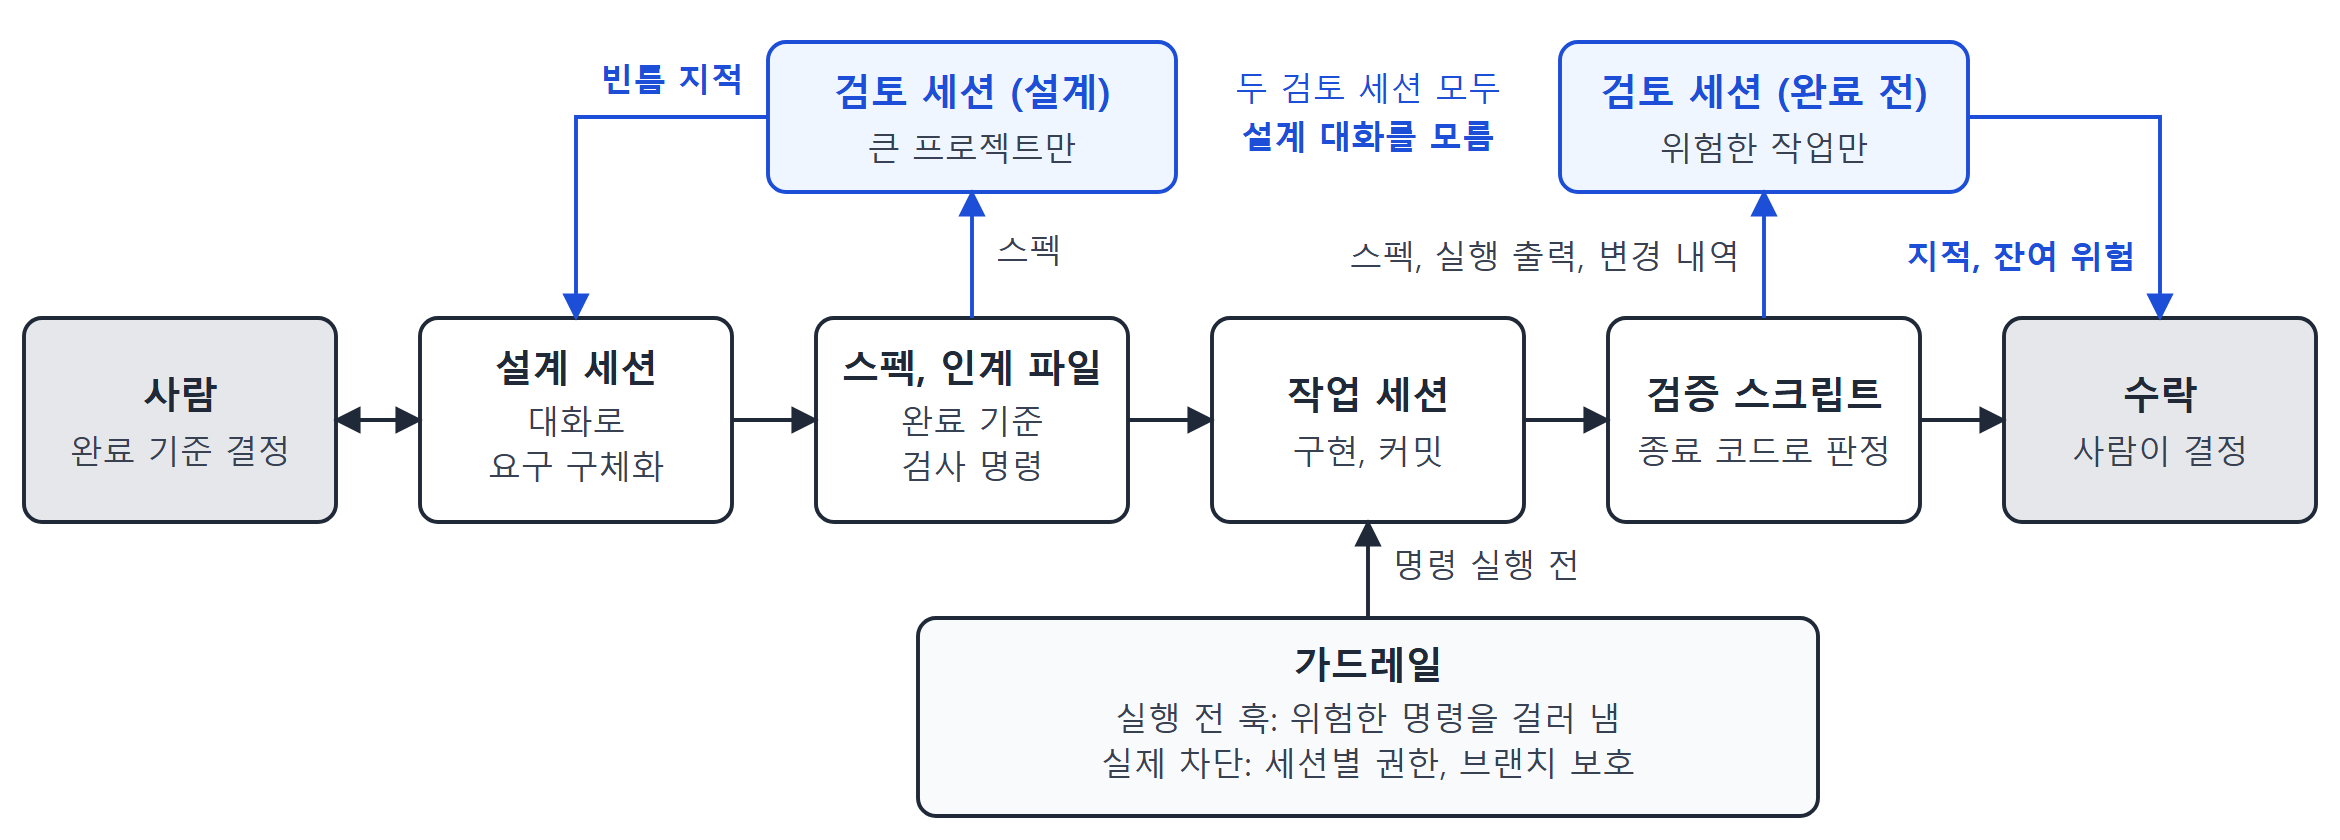 빈틈 지적
검토 세션 (설계)
큰 프로젝트만
두 검토 세션 모두
설계 대화를 모름
검토 세션 (완료 전)
위험한 작업만
스펙
스펙, 실행 출력, 변경 내역
지적, 잔여 위험
사람
완료 기준 결정
설계 세션
대화로
요구 구체화
스펙, 인계 파일
완료 기준
검사 명령
작업 세션
구현, 커밋
검증 스크립트
종료 코드로 판정
수락
사람이 결정
명령 실행 전
가드레일
실행 전 훅: 위험한 명령을 걸러 냄
실제 차단: 세션별 권한, 브랜치 보호